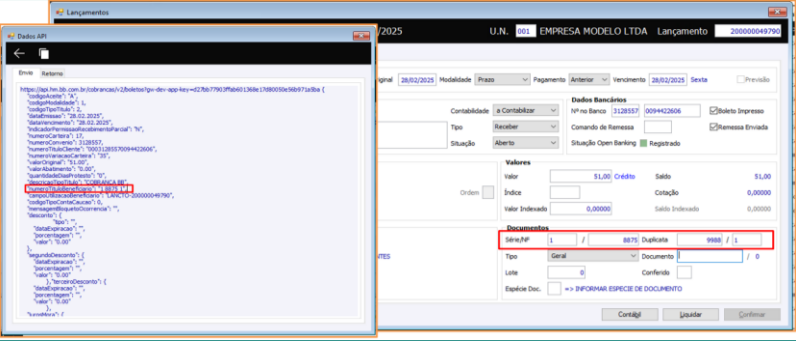 Lançamentos
/2025 U.N. 001 EMPRESA MODELO LTDA Lançamento 200000049790
Dados API
Envio Retorno
https://api.hm.bb.com.br/cobrancas/v2/boletos?gw-dev-app-key=d27bb77903ffab601368e17d80050e56b971a5ba {
"codigoAceite": "A",
"codigoModalidade": 1,
"codigoTipoTitulo": 2,
"dataEmissao": "28.02.2025",
"dataVencimento": "28.02.2025",
"indicadorPermissaoRecebimentoParcial": "N",
"numeroCarteira": 17,
"numeroConvenio": 3128557,
"numeroTituloCliente": "00031285570094422606",
"numeroVariacaoCarteira": "35",
"valorOriginal": "51.00",
"valorAbatimento": "0.00",
"quantidadeDiasProtesto": "0",
"descricaoTipoTitulo": "COBRANCA BB",
"numeroTituloBeneficiario": "1 8875 1",
"campoUtilizacaoBeneficiario": "LANCTO-200000049790",
"codigoTipoContaCaucao": 0,
"mensagemBloquetoOcorrencia": "",
"desconto": {
"tipo": "",
"dataExpiracao": "",
"porcentagem": "",
"valor": "0.00"
},
"segundoDesconto": {
"dataExpiracao": "",
"porcentagem": "",
"valor": "0.00"
},"terceiroDesconto": {
"dataExpiracao": "",
"porcentagem": "",
"valor": "0.00"
},
"jurosMora": {
iginal 28/02/2025 Modalidade Prazo Pagamento Anterior Vencimento 28/02/2025 Sexta Previsão
Contabilidade a Contabilizar
Tipo Receber
Situação Aberto
Dados Bancários
Nº no Banco 3128557 0094422606 Boleto Impresso
Comando de Remessa Remessa Enviada
Situação Open Banking Registrado
Ordem
Valores
Valor 51,00 Crédito Saldo 51,00
Índice Cotação 0,00000
Valor Indexado 0,00000 Saldo Indexado 0,00000
ITES
Documentos
Série/NF 1 / 8875 Duplicata 9988 / 1
Tipo Geral Documento / 0
Lote 0 Conferido
Espécie Doc. => INFORMAR ESPECIE DE DOCUMENTO
Contábil Liquidar Confirmar